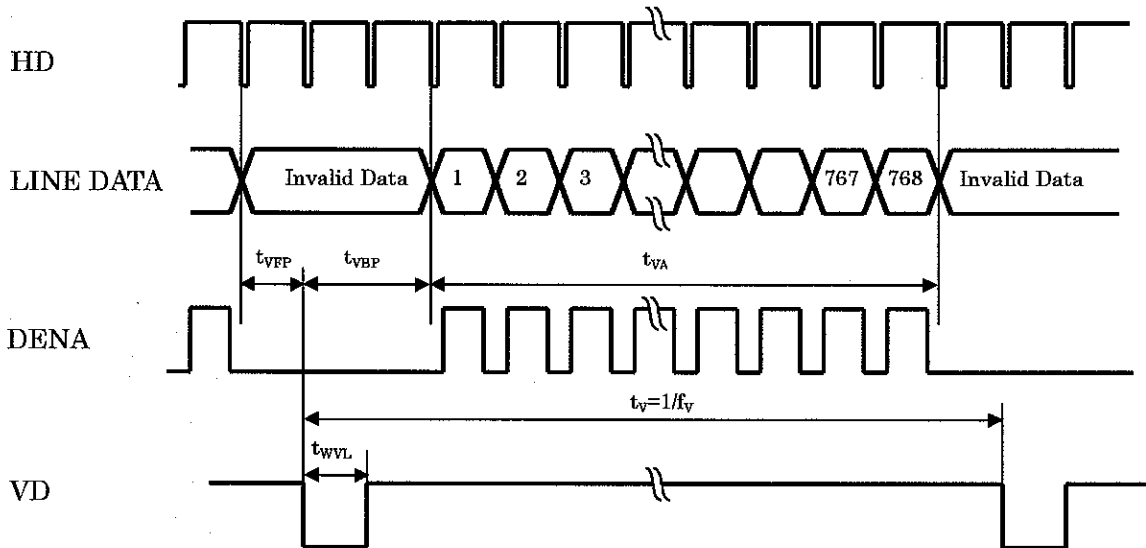 HD
LINE DATA
Invalid Data
1
2
3
767
768
Invalid Data
tVFP
tVBP
tVA
DENA
tV=1/fV
tWVL
VD